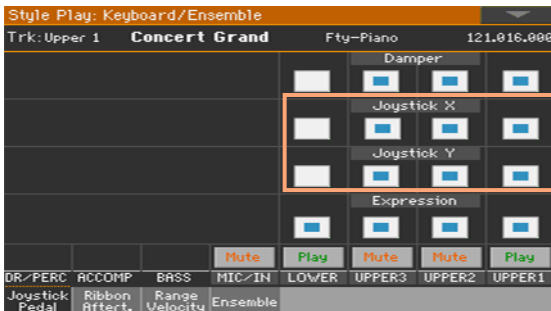 Style Play: Keyboard/Ensemble
Trk:Upper 1 Concert Grand Fty-Piano 121.016.000
Damper
Joystick X
Joystick Y
Expression
Mute Play Mute Mute Play
DR/PERC ACCOMP BASS MIC/IN LOWER UPPER3 UPPER2 UPPER1
Joystick Pedal Ribbon Aftect. Range Velocity Ensemble